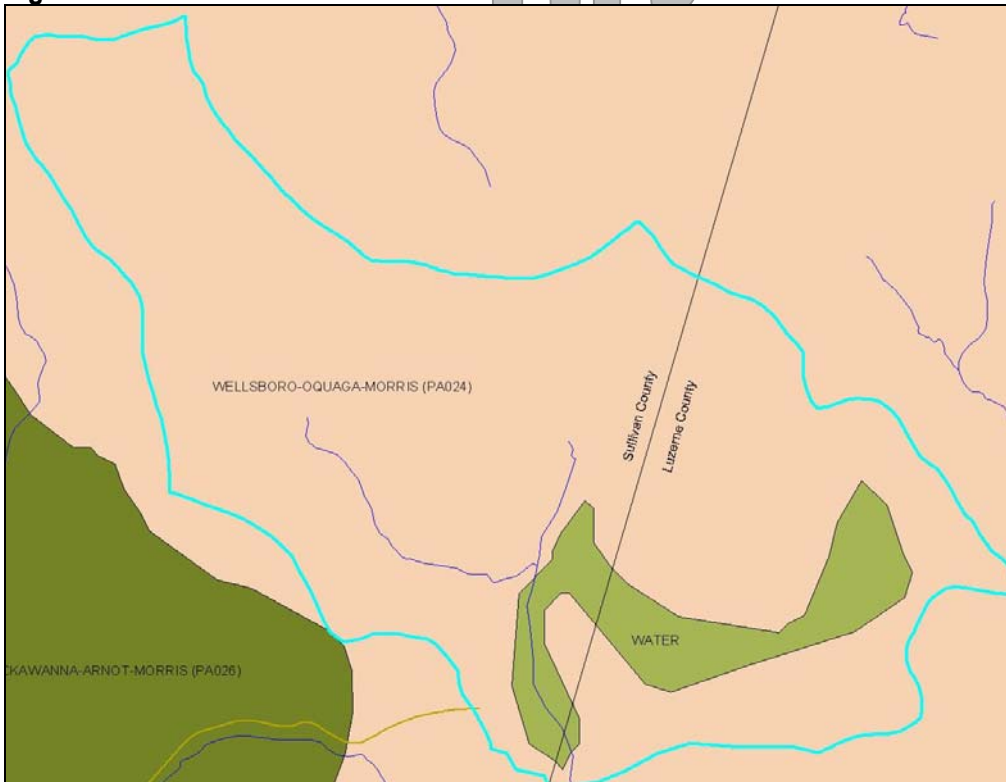 WELLSBORO-OQUAGA-MORRIS (PA024)
Sullivan County
Luzerne County
WATER
CKAWANNA-ARNOT-MORRIS (PA026)